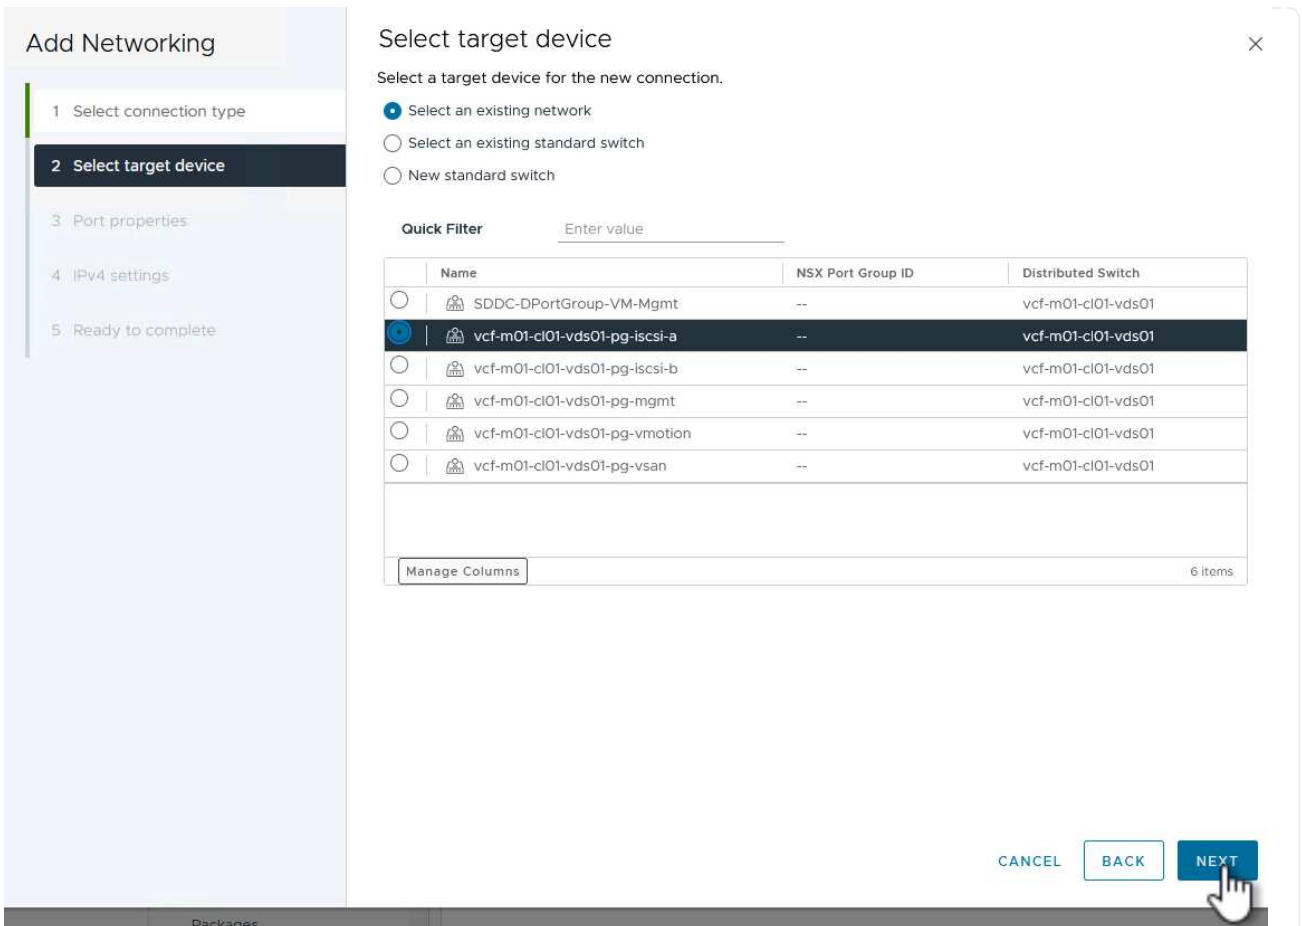 Add Networking
1 Select connection type
2 Select target device
3 Port properties
4 IPv4 settings
5 Ready to complete
Select target device
Select a target device for the new connection.
Select an existing network
Select an existing standard switch
New standard switch
Quick Filter Enter value
Name NSX Port Group ID Distributed Switch
SDDC-DPortGroup-VM-Mgmt -- vcf-m01-cl01-vds01
vcf-m01-cl01-vds01-pg-iscsi-a -- vcf-m01-cl01-vds01
vcf-m01-cl01-vds01-pg-iscsi-b -- vcf-m01-cl01-vds01
vcf-m01-cl01-vds01-pg-mgmt -- vcf-m01-cl01-vds01
vcf-m01-cl01-vds01-pg-vmotion -- vcf-m01-cl01-vds01
vcf-m01-cl01-vds01-pg-vsan -- vcf-m01-cl01-vds01
Manage Columns 6 items
CANCEL BACK NEXT
Packages